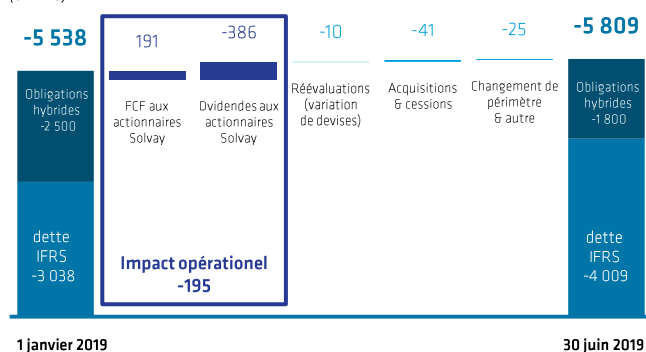 -5 538
Obligations
hybrides
-2 500
dette
IFRS
-3 038
191
FCF aux
actionnaires
Solvay
-386
Dvidendes aux
actionnaires
Solvay
Impact opérationel
-195
-10
Réévaluations
(variation
de devises)
-41
Acquisitions
& cessions
-25
Changement de
périmètre
& autre
-5 809
Obligations
hybrides
-1 800
dette
IFRS
-4 009
1 janvier 2019
30 juin 2019